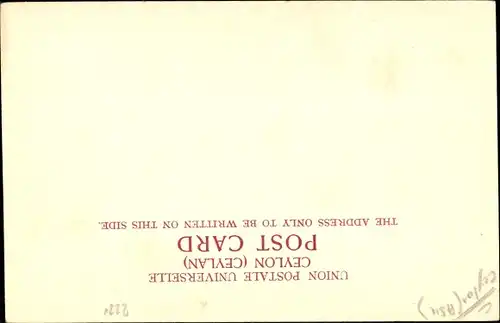 UNION POSTALE UNIVERSELLE
CEYLON (CEYLAN)
POST CARD
THE ADDRESS ONLY TO BE WRITTEN ON THIS SIDE.